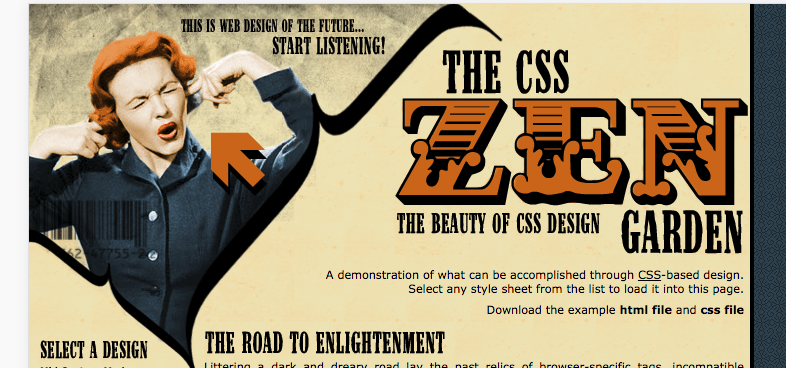 THIS IS WEB DESIGN OF THE FUTURE...
START LISTENING!
THE CSS
ZEN
THE BEAUTY OF CSS DESIGN
GARDEN
A demonstration of what can be accomplished through CSS-based design.
Select any style sheet from the list to load it into this page.
Download the example html file and css file
SELECT A DESIGN
THE ROAD TO ENLIGHTENMENT
Littering a dark and dreary road lay the past relics of browser-specific tags, incompatible